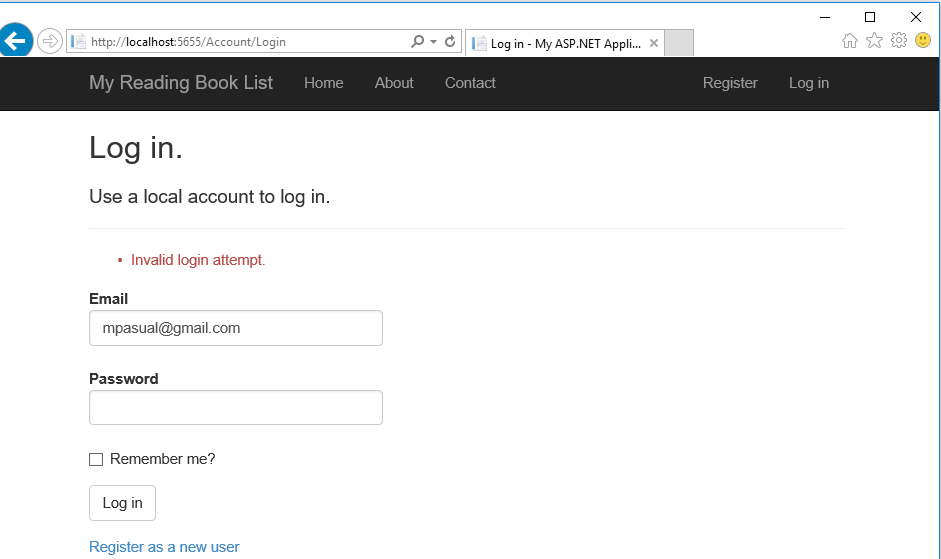 http://localhost:5655/Account/Login Log in - My ASP.NET Appli...
My Reading Book List Home About Contact Register Log in
Log in.
Use a local account to log in.
• Invalid login attempt.
Email
mpasual@gmail.com
Password
Remember me?
Log in
Register as a new user